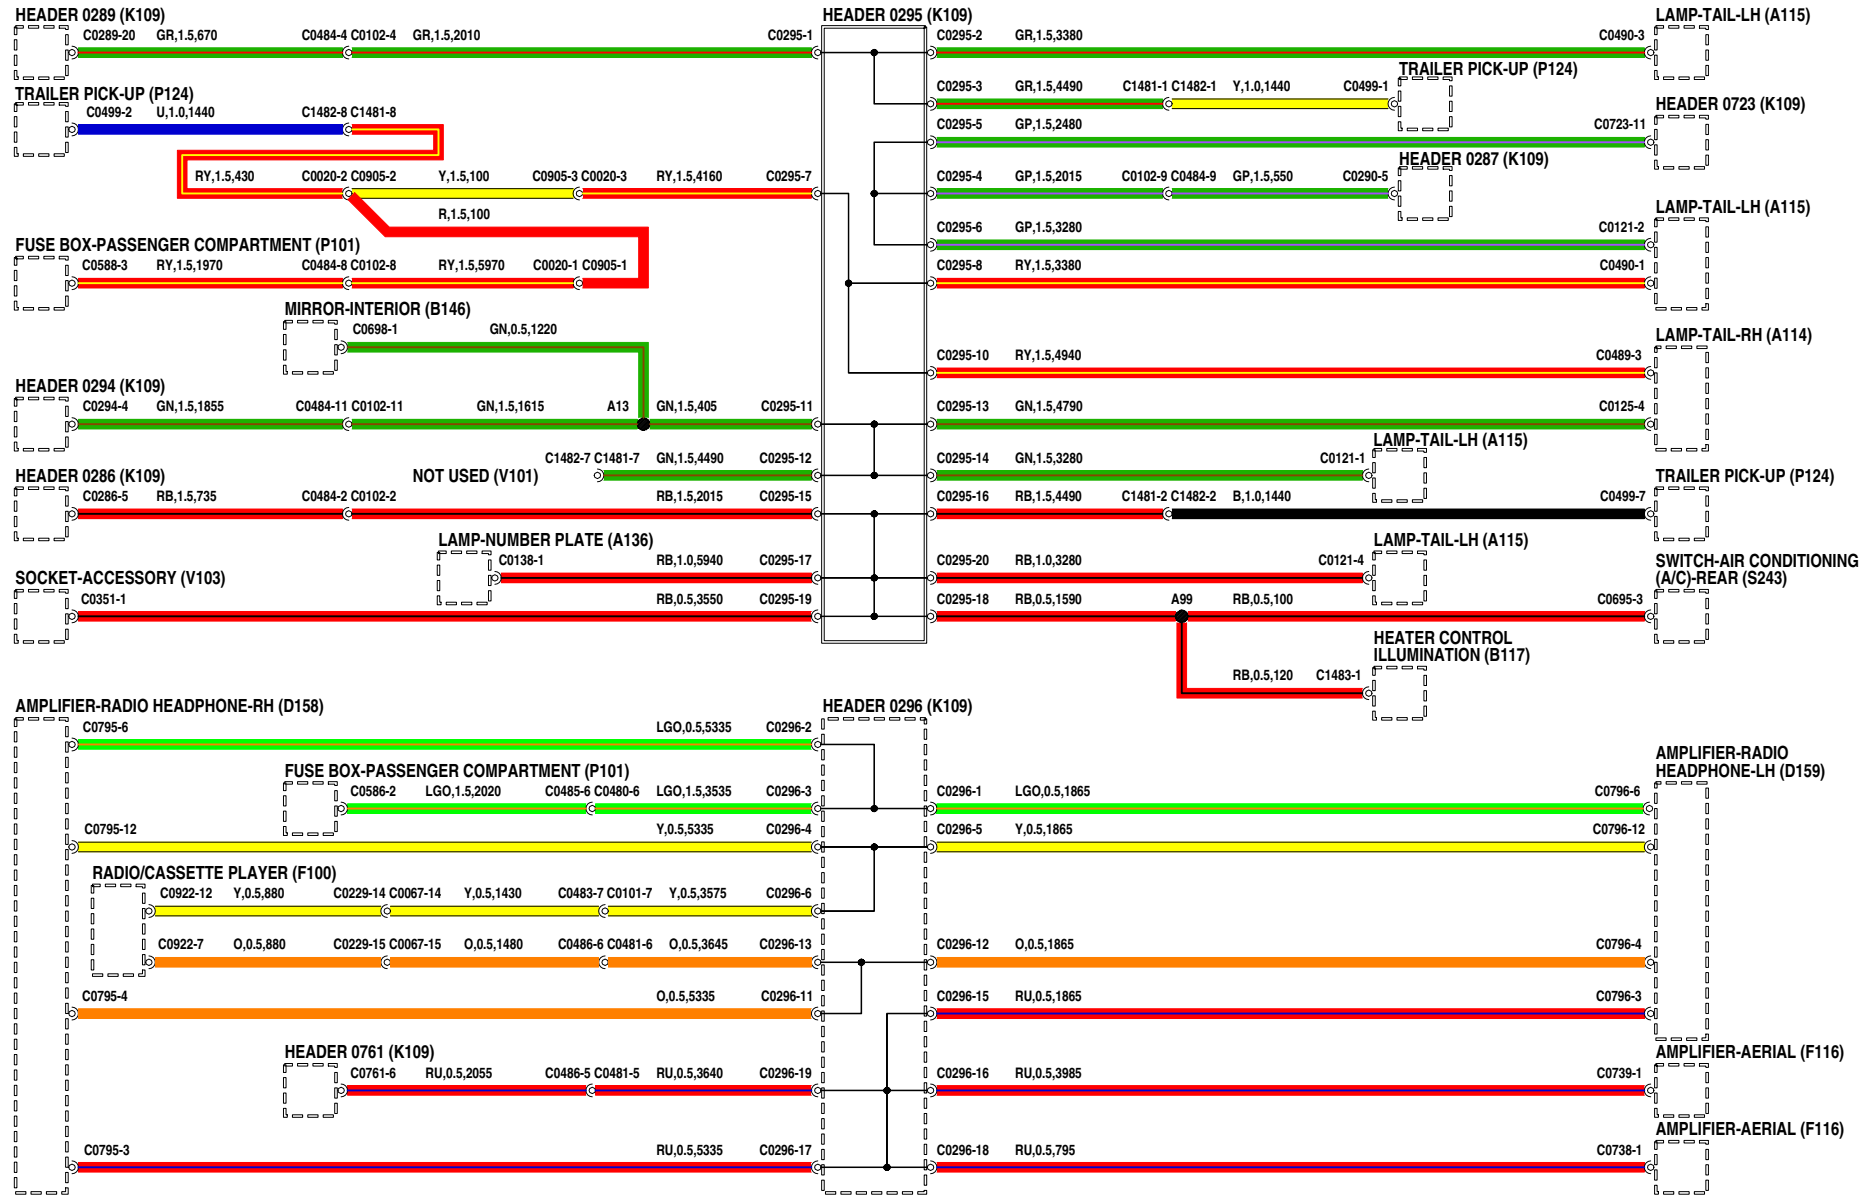 HEADER 0289 (K109)
HEADER 0295 (K109)
LAMP-TAIL-LH (A115)
C0289-20 GR,1.5,670 C0484-4 C0102-4 GR,1.5,2010 C0295-1
C0295-2 GR,1.5,3380 C0490-3
TRAILER PICK-UP (P124)
C0295-3 GR,1.5,4490 C1481-1 C1482-1 Y,1.0,1440 C0499-1
TRAILER PICK-UP (P124)
C0499-2 U,1.0,1440 C1482-8 C1481-8
HEADER 0723 (K109)
C0295-5 GP,1.5,2480 C0723-11
HEADER 0287 (K109)
RY,1.5,430 C0020-2 C0905-2 Y,1.5,100 C0905-3 C0020-3 RY,1.5,4160 C0295-7
C0295-4 GP,1.5,2015 C0102-9 C0484-9 GP,1.5,550 C0290-5
R,1.5,100
LAMP-TAIL-LH (A115)
C0295-6 GP,1.5,3280 C0121-2
FUSE BOX-PASSENGER COMPARTMENT (P101)
C0588-3 RY,1.5,1970 C0484-8 C0102-8 RY,1.5,5970 C0020-1 C0905-1
C0295-8 RY,1.5,3380 C0490-1
MIRROR-INTERIOR (B146)
C0698-1 GN,0.5,1220
LAMP-TAIL-RH (A114)
C0295-10 RY,1.5,4940 C0489-3
HEADER 0294 (K109)
C0294-4 GN,1.5,1855 C0484-11 C0102-11 GN,1.5,1615 A13 GN,1.5,405 C0295-11
C0295-13 GN,1.5,4790 C0125-4
LAMP-TAIL-LH (A115)
C1482-7 C1481-7 GN,1.5,4490 C0295-12
NOT USED (V101)
C0295-14 GN,1.5,3280 C0121-1
HEADER 0286 (K109)
TRAILER PICK-UP (P124)
C0286-5 RB,1.5,735 C0484-2 C0102-2 RB,1.5,2015 C0295-15
C0295-16 RB,1.5,4490 C1481-2 C1482-2 B,1.0,1440 C0499-7
LAMP-NUMBER PLATE (A136)
LAMP-TAIL-LH (A115)
C0138-1 RB,1.0,5940 C0295-17
C0295-20 RB,1.0,3280 C0121-4
SWITCH-AIR CONDITIONING
(A/C)-REAR (S243)
SOCKET-ACCESSORY (V103)
C0351-1 RB,0.5,3550 C0295-19
C0295-18 RB,0.5,1590 A99 RB,0.5,100 C0695-3
HEATER CONTROL
ILLUMINATION (B117)
RB,0.5,120 C1483-1
AMPLIFIER-RADIO HEADPHONE-RH (D158)
HEADER 0296 (K109)
C0795-6 LGO,0.5,5335 C0296-2
AMPLIFIER-RADIO
HEADPHONE-LH (D159)
FUSE BOX-PASSENGER COMPARTMENT (P101)
C0586-2 LGO,1.5,2020 C0485-6 C0480-6 LGO,1.5,3535 C0296-3
C0296-1 LGO,0.5,1865 C0796-6
C0795-12 Y,0.5,5335 C0296-4
C0296-5 Y,0.5,1865 C0796-12
RADIO/CASSETTE PLAYER (F100)
C0922-12 Y,0.5,880 C0229-14 C0067-14 Y,0.5,1430 C0483-7 C0101-7 Y,0.5,3575 C0296-6
C0922-7 O,0.5,880 C0229-15 C0067-15 O,0.5,1480 C0486-6 C0481-6 O,0.5,3645 C0296-13
C0296-12 O,0.5,1865 C0796-4
C0795-4 O,0.5,5335 C0296-11
C0296-15 RU,0.5,1865 C0796-3
HEADER 0761 (K109)
AMPLIFIER-AERIAL (F116)
C0761-6 RU,0.5,2055 C0486-5 C0481-5 RU,0.5,3640 C0296-19
C0296-16 RU,0.5,3985 C0739-1
AMPLIFIER-AERIAL (F116)
C0795-3 RU,0.5,5335 C0296-17
C0296-18 RU,0.5,795 C0738-1